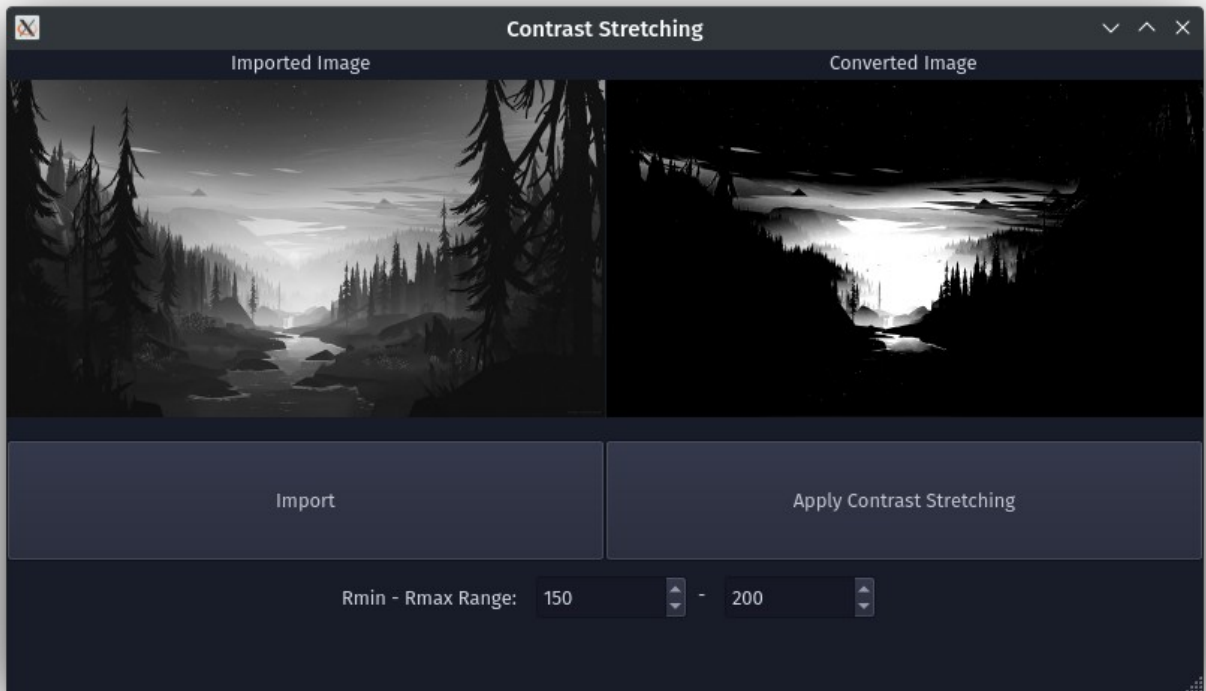 Contrast Stretching
Imported Image
Converted Image
Import
Apply Contrast Stretching
Rmin - Rmax Range: 150 - 200